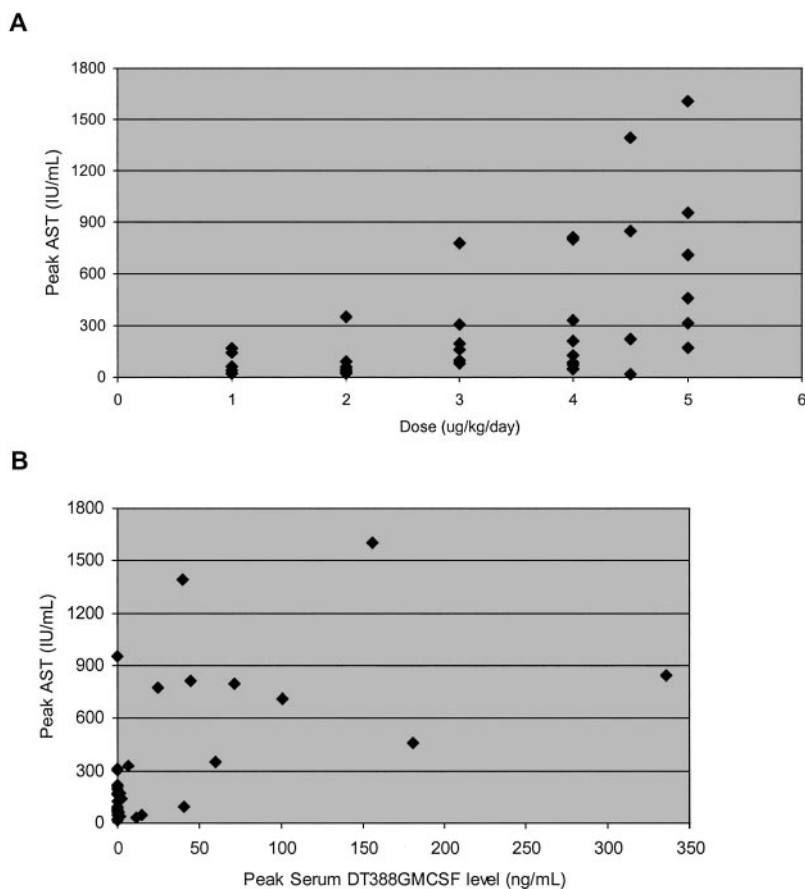 A
1800
1500
1200
900
600
300
0
Peak AST (IU/mL)
0 1 2 3 4 5 6
Dose (ug/kg/day)
B
1800
1500
1200
900
600
300
0
Peak AST (IU/mL)
0 50 100 150 200 250 300 350
Peak Serum DT388GMCSF level (ng/mL)